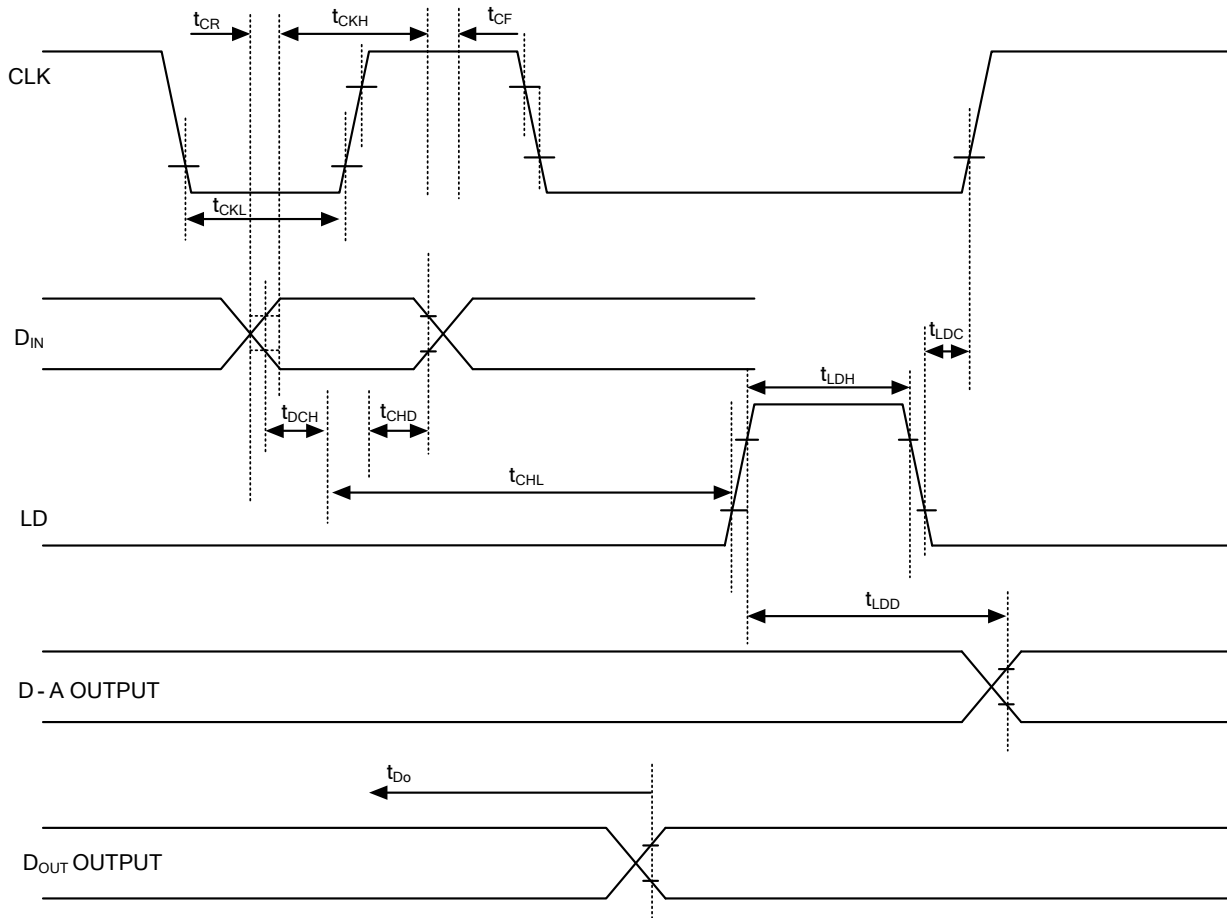 tCR
tCKH
tCF
CLK
tCKL
DIN
tLDC
tLDH
tDCH
tCHD
tCHL
LD
tLDD
D - A OUTPUT
tDo
DOUT OUTPUT